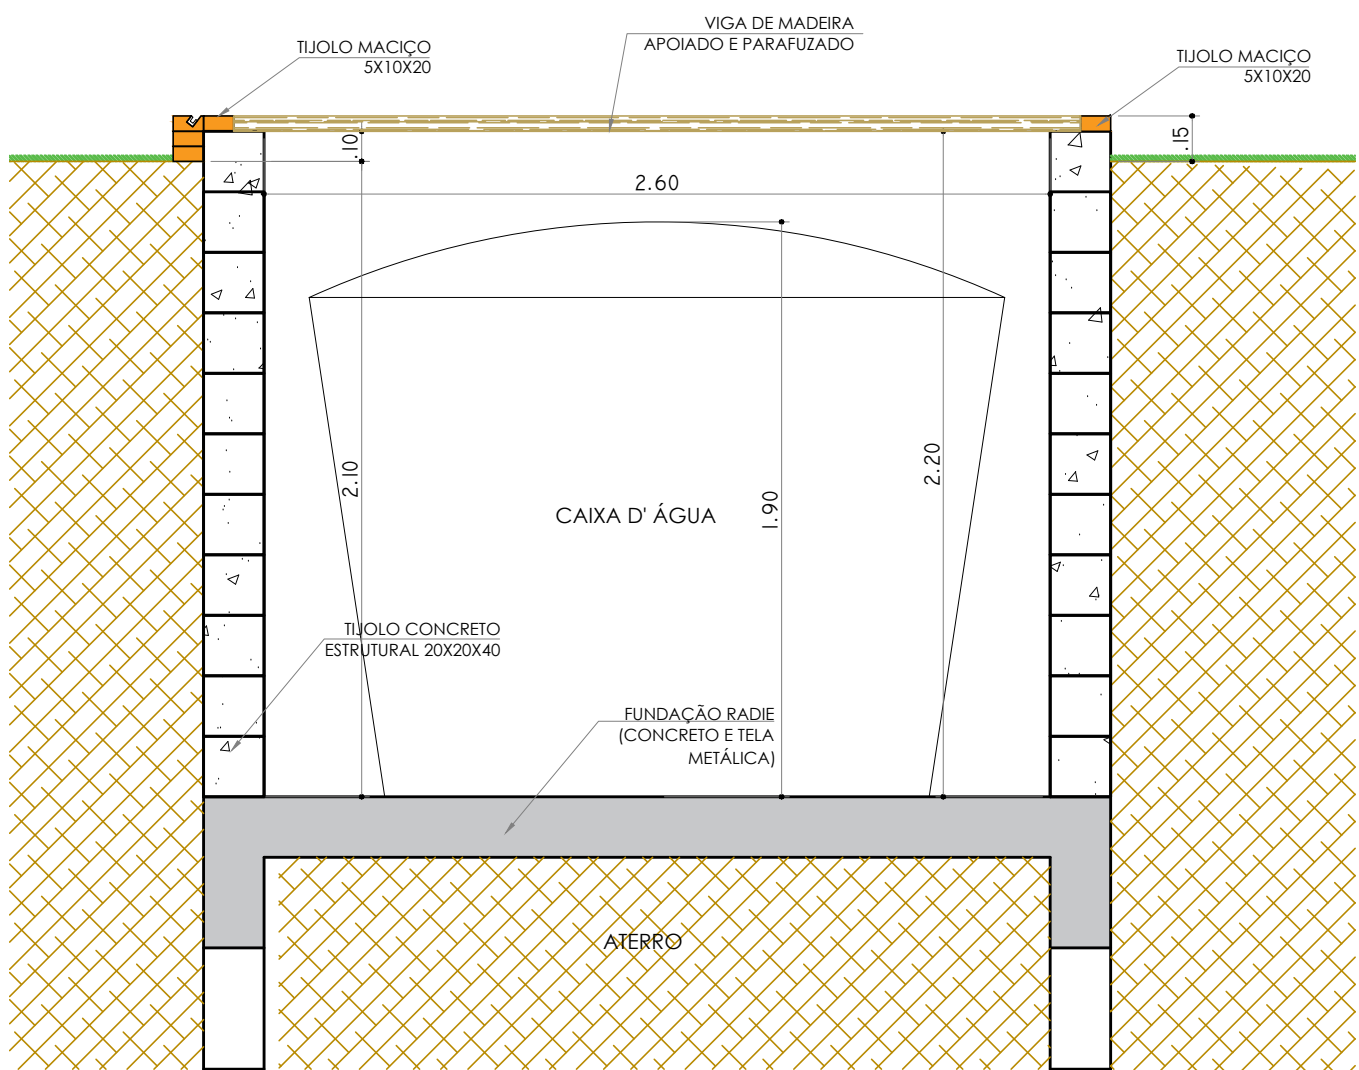 VIGA DE MADEIRA
APOIADO E PARAFUZADO
TIJOLO MACIÇO
5X10X20
TIJOLO MACIÇO
5X10X20
.10
.15
2.60
2.10
2.20
1.90
CAIXA D' ÁGUA
TIJOLO CONCRETO
ESTRUTURAL 20X20X40
FUNDAÇÃO RADIE
(CONCRETO E TELA
METÁLICA)
ATERRO